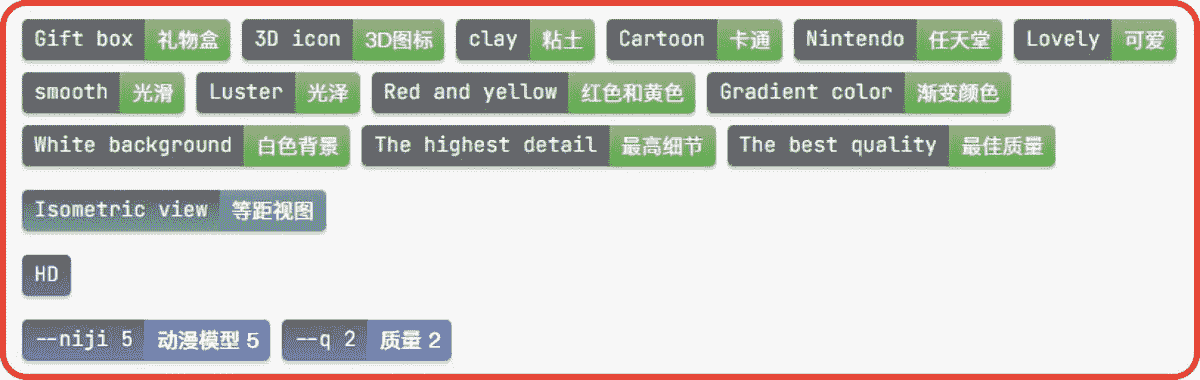 Gift box 礼物盒 3D icon 3D图标 clay 粘土 Cartoon 卡通 Nintendo 任天堂 Lovely 可爱
smooth 光滑 Luster 光泽 Red and yellow 红色和黄色 Gradient color 渐变颜色
White background 白色背景 The highest detail 最高细节 The best quality 最佳质量
Isometric view 等距视图
HD
--niji 5 动漫模型 5 --q 2 质量 2